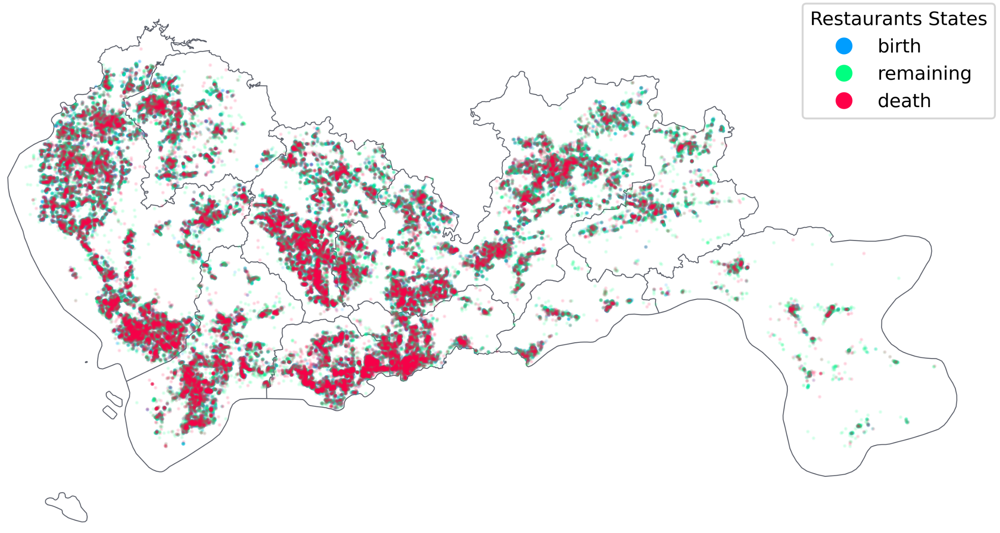 Restaurants States
birth
remaining
death